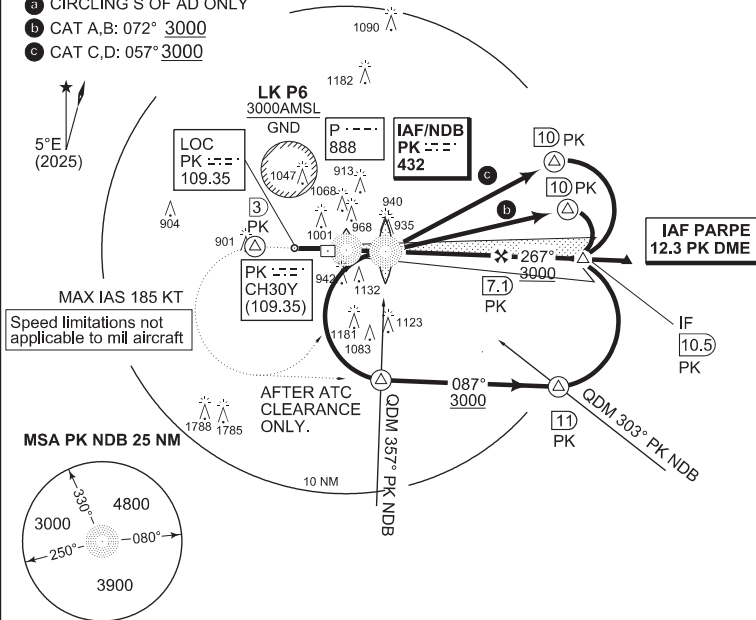 a CIRCLING S OF AD ONLY
b CAT A,B: 072° 3000
c CAT C,D: 057° 3000
1090
1182
5°E
(2025)
LK P6
3000AMSL
GND
LOC
PK
109.35
P
888
IAF/NDB
PK
432
10 PK
10 PK
c
b
1047
913
1068
940
935
968
1001
904
3
PK
901
942
1132
IAF PARPE
12.3 PK DME
267°
3000
7.1
PK
PK
CH30Y
(109.35)
MAX IAS 185 KT
Speed limitations not
applicable to mil aircraft
1181
1083
1123
IF
10.5
PK
AFTER ATC
CLEARANCE
ONLY.
087°
3000
11
PK
QDM 357° PK NDB
QDM 303° PK NDB
1788
1785
10 NM
MSA PK NDB 25 NM
330°
4800
3000
080°
250°
3900